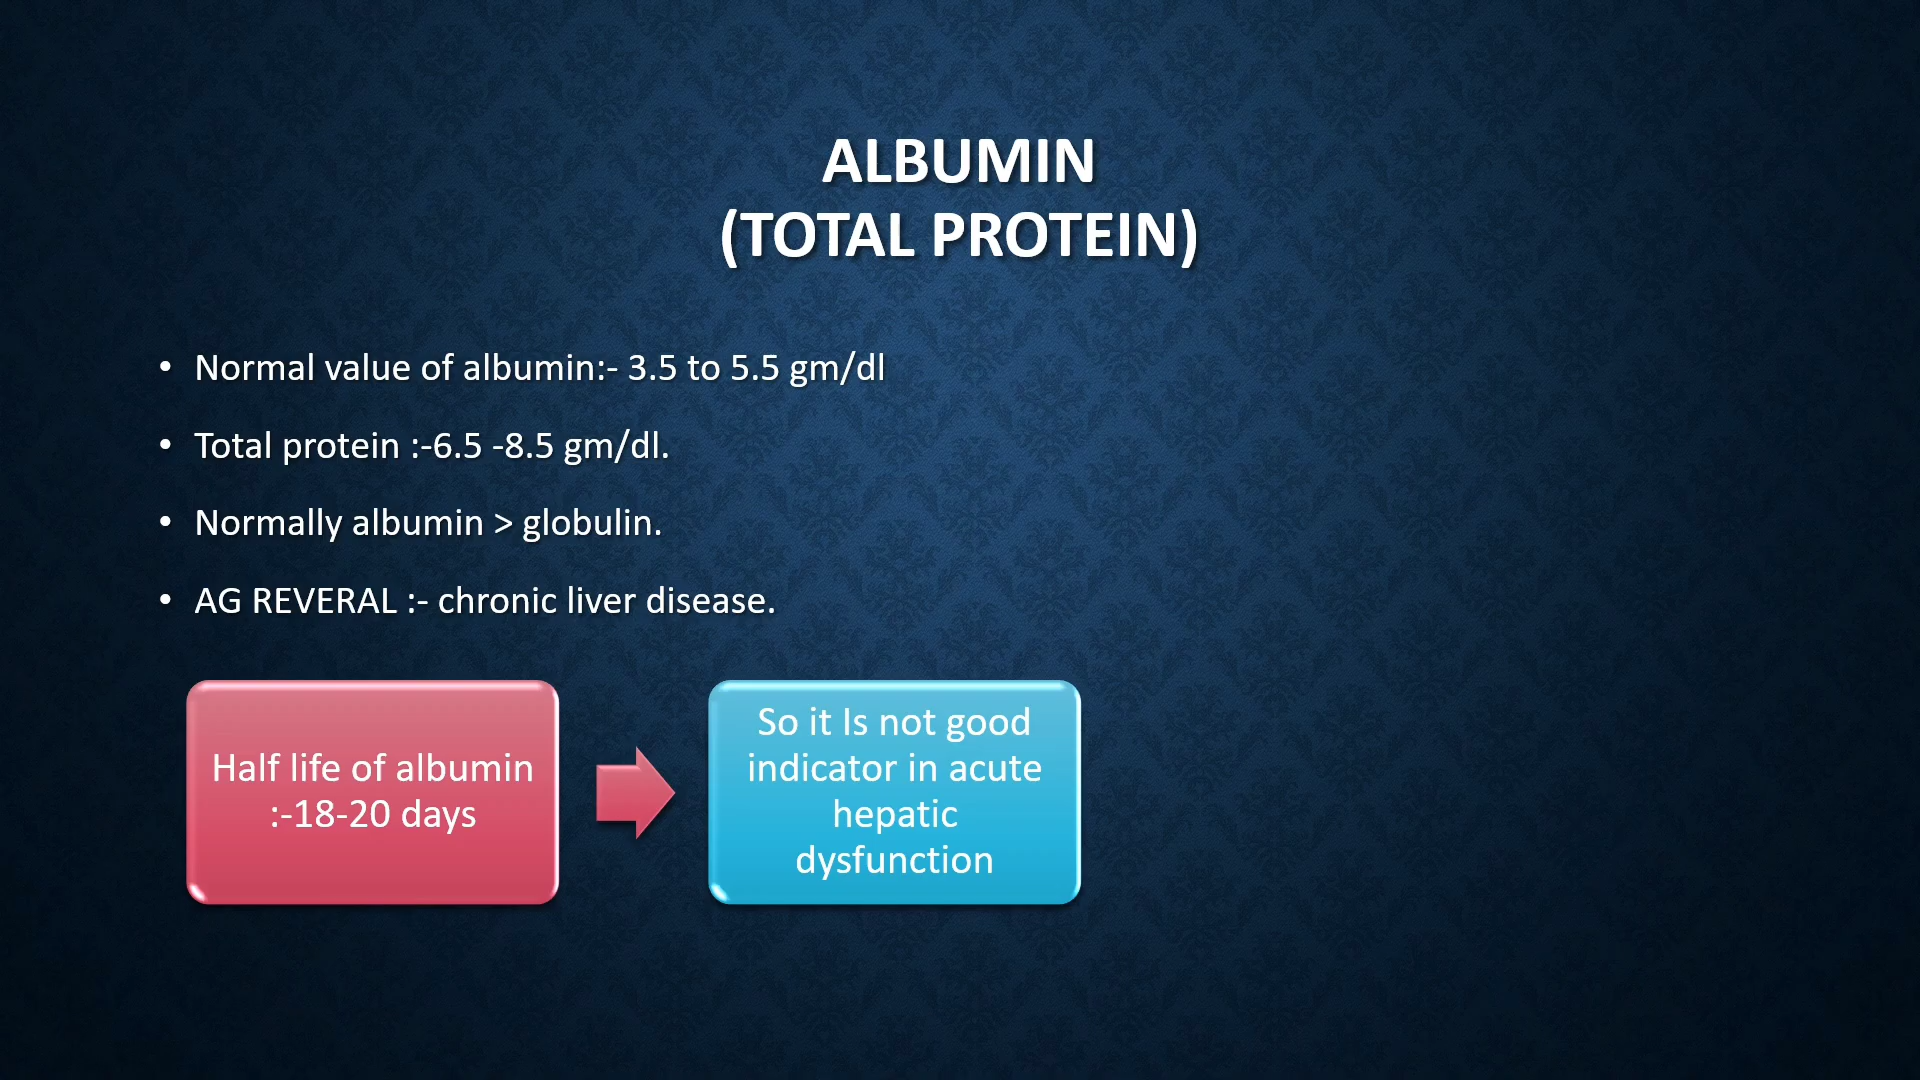 ALBUMIN
(TOTAL PROTEIN)
• Normal value of albumin:- 3.5 to 5.5 gm/dl
• Total protein :-6.5 -8.5 gm/dl.
• Normally albumin > globulin.
• AG REVERAL :- chronic liver disease.
Half life of albumin
:-18-20 days
So it Is not good
indicator in acute
hepatic
dysfunction